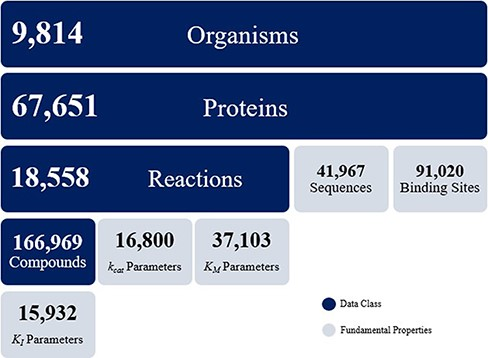 9,814 Organisms
67,651 Proteins
18,558 Reactions
41,967
Sequences
91,020
Binding Sites
166,969
Compounds
16,800
kcat Parameters
37,103
KM Parameters
15,932
KI Parameters
Data Class
Fundamental Properties